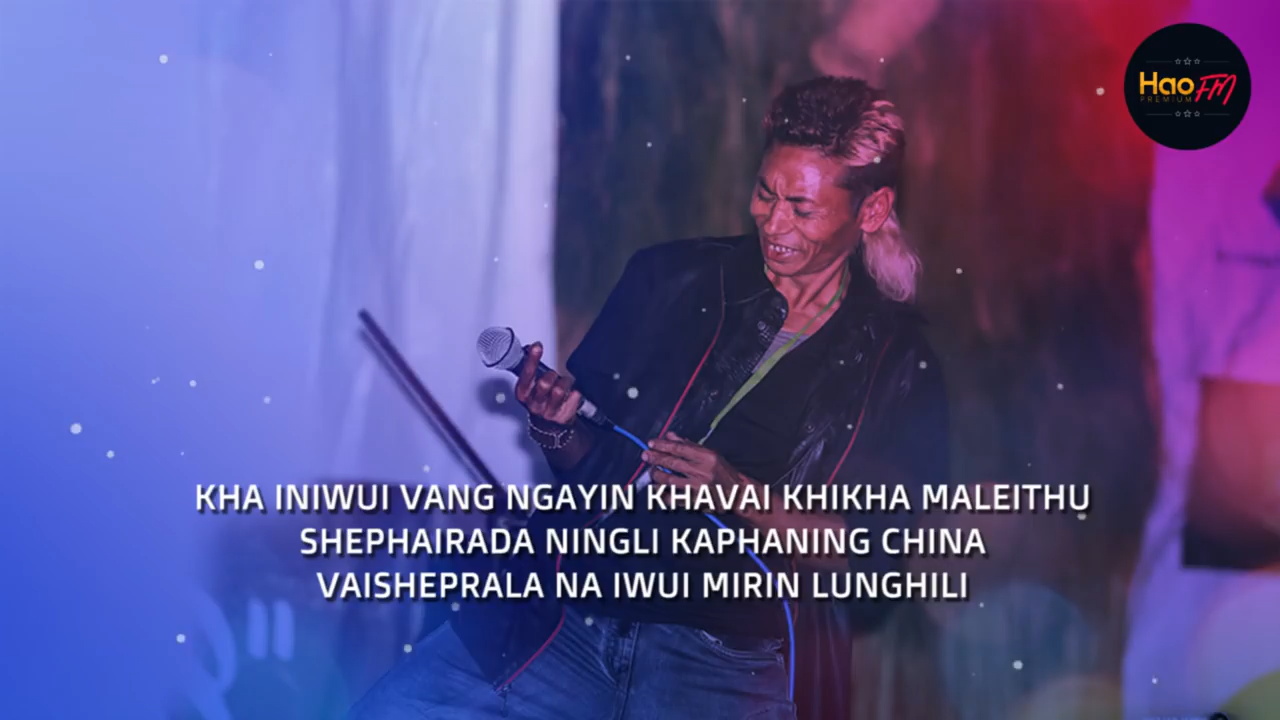 Hao FM
PREMIUM
KHA INIWUI VANG NGAYIN KHAVAI KHIKHA MALEITHU
SHEPHAIRADA NINGLI KAPHANING CHINA
VAISHEPRALA NA IWUI MIRIN LUNGHILI